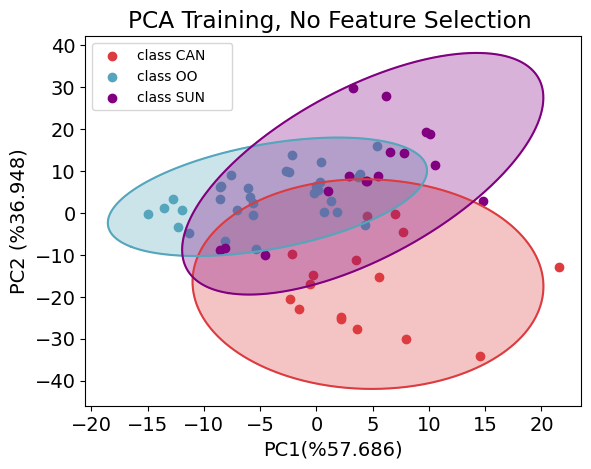 PCA Training, No Feature Selection
class CAN
class OO
class SUN
40
30
20
10
0
−10
−20
−30
−40
PC2 (%36.948)
−20 −15 −10 −5 0 5 10 15 20
PC1(%57.686)